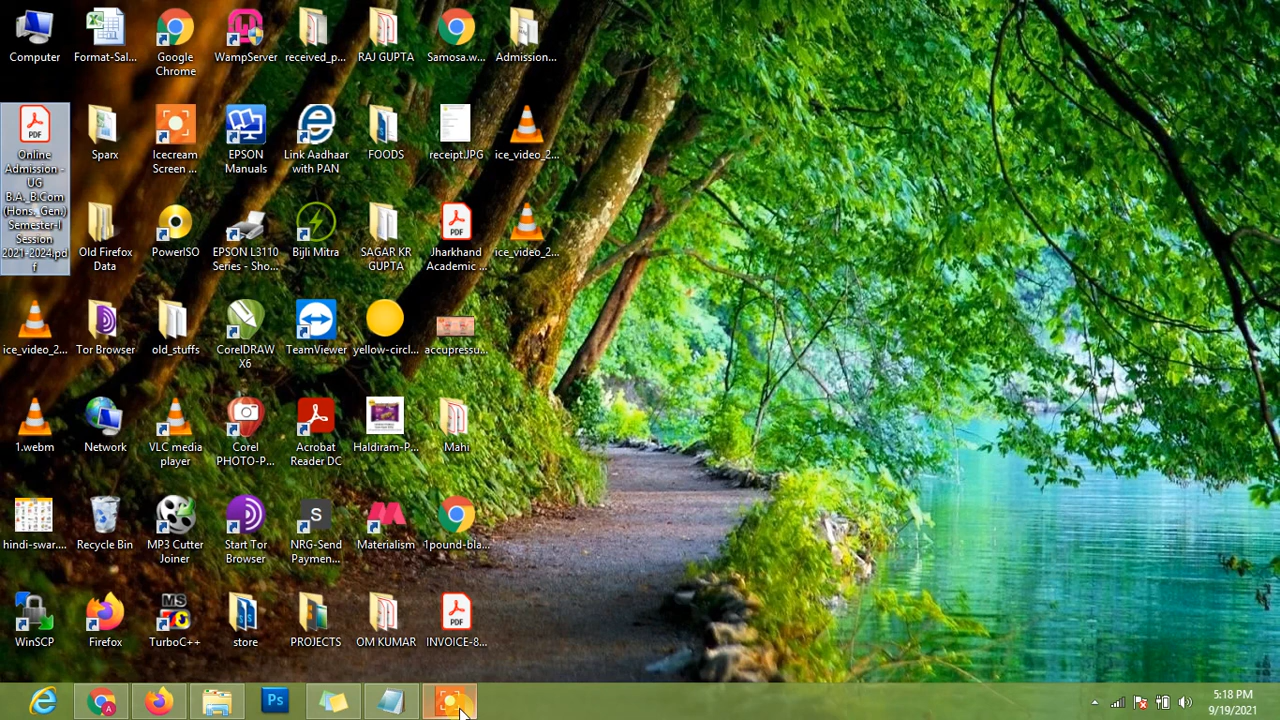 Computer
Format-Sal...
Google
Chrome
WampServer
received_p...
RAJ GUPTA
Samosa.w...
Admission...
PDF
Online
Admission -
UG
B.A. B.Com
(Hons. Gen.)
Semester-I
Session
2021-2024.pd
f
Sparx
Icecream
Screen ...
EPSON
Manuals
Link Aadhaar
with PAN
FOODS
receipt.JPG
ice_video_2...
Old Firefox
Data
PowerISO
EPSON L3110
Series - Sho...
Bijli Mitra
SAGAR KR
GUPTA
PDF
Jharkhand
Academic ...
ice_video_2...
ice_video_2...
Tor Browser
old_stuffs
CorelDRAW
X6
TeamViewer
yellow-circl...
accupressu...
1.webm
Network
VLC media
player
Corel
PHOTO-P...
Acrobat
Reader DC
Haldiram-P...
Mahi
hindi-swar....
Recycle Bin
MP3 Cutter
Joiner
Start Tor
Browser
S
NRG-Send
Paymen...
Materialism
1pound-bla...
WinSCP
Firefox
MS
TurboC++
store
PROJECTS
OM KUMAR
PDF
INVOICE-8...
A
Ps
5:18 PM
9/19/2021